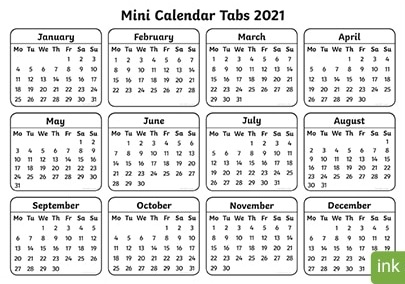 Mini Calendar Tabs 2021
January
Mo Tu We Th Fr Sa Su
1 2 3
4 5 6 7 8 9 10
11 12 13 14 15 16 17
18 19 20 21 22 23 24
25 26 27 28 29 30 31
February
Mo Tu We Th Fr Sa Su
1 2 3 4 5 6 7
8 9 10 11 12 13 14
15 16 17 18 19 20 21
22 23 24 25 26 27 28
March
Mo Tu We Th Fr Sa Su
1 2 3 4 5 6 7
8 9 10 11 12 13 14
15 16 17 18 19 20 21
22 23 24 25 26 27 28
29 30 31
April
Mo Tu We Th Fr Sa Su
1 2 3 4
5 6 7 8 9 10 11
12 13 14 15 16 17 18
19 20 21 22 23 24 25
26 27 28 29 30
May
Mo Tu We Th Fr Sa Su
1 2
3 4 5 6 7 8 9
10 11 12 13 14 15 16
17 18 19 20 21 22 23
24 25 26 27 28 29 30
31
June
Mo Tu We Th Fr Sa Su
1 2 3 4 5 6
7 8 9 10 11 12 13
14 15 16 17 18 19 20
21 22 23 24 25 26 27
28 29 30
July
Mo Tu We Th Fr Sa Su
1 2 3 4
5 6 7 8 9 10 11
12 13 14 15 16 17 18
19 20 21 22 23 24 25
26 27 28 29 30 31
August
Mo Tu We Th Fr Sa Su
1
2 3 4 5 6 7 8
9 10 11 12 13 14 15
16 17 18 19 20 21 22
23 24 25 26 27 28 29
30 31
September
Mo Tu We Th Fr Sa Su
1 2 3 4 5
6 7 8 9 10 11 12
13 14 15 16 17 18 19
20 21 22 23 24 25 26
27 28 29 30
October
Mo Tu We Th Fr Sa Su
1 2 3
4 5 6 7 8 9 10
11 12 13 14 15 16 17
18 19 20 21 22 23 24
25 26 27 28 29 30 31
November
Mo Tu We Th Fr Sa Su
1 2 3 4 5 6 7
8 9 10 11 12 13 14
15 16 17 18 19 20 21
22 23 24 25 26 27 28
29 30
December
Mo Tu We Th Fr Sa Su
1 2 3 4 5
6 7 8 9 10 11 12
13 14 15 16 17 18 19
20 21 22 23
27 28 29 30
ink